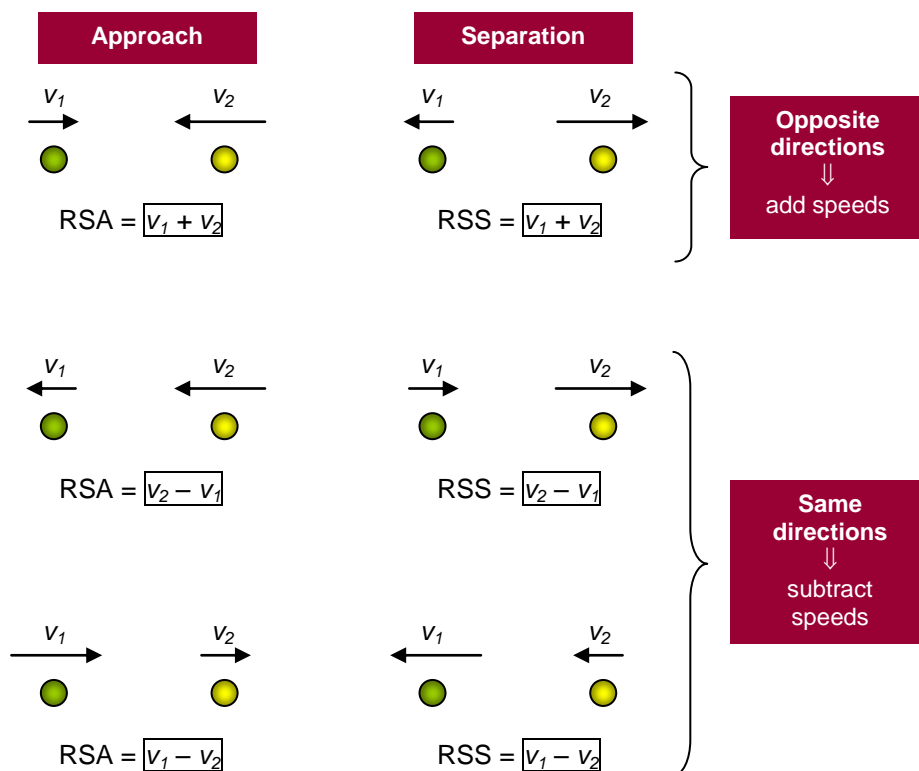 Approach
Separation
v1
v2
v1
v2
RSA = v1 + v2
RSS = v1 + v2
Opposite
directions
⇓
add speeds
v1
v2
v1
v2
RSA = v2 – v1
RSS = v2 – v1
Same
directions
⇓
subtract
speeds
v1
v2
v1
v2
RSA = v1 – v2
RSS = v1 – v2